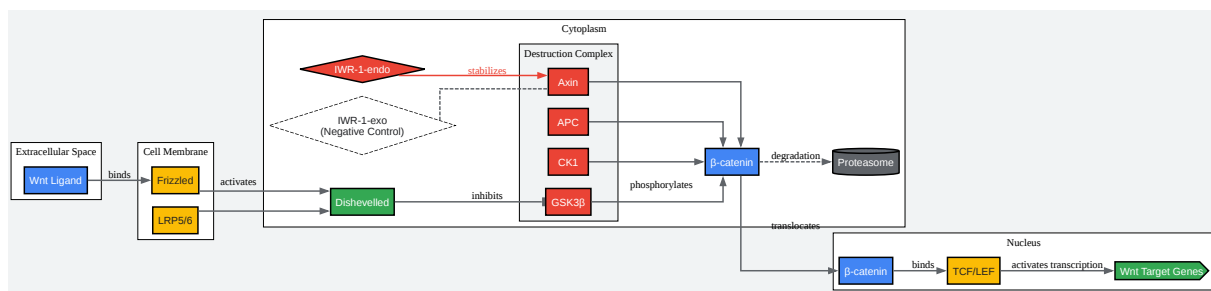 Cytoplasm
Destruction Complex
IWR-1-endo
stabilizes
Axin
IWR-1-exo
(Negative Control)
APC
Extracellular Space
Cell Membrane
CK1
β-catenin
degradation
Proteasome
Wnt Ligand
binds
Frizzled
activates
phosphorylates
LRP5/6
Dishevelled
inhibits
GSK3β
translocates
Nucleus
β-catenin
binds
TCF/LEF
activates transcription
Wnt Target Genes